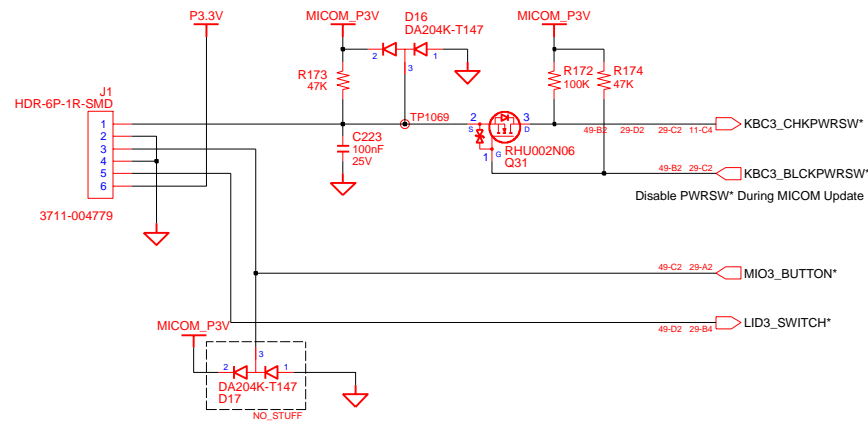 P3.3V
MICOM_P3V
D16
DA204K-T147
MICOM_P3V
2
1
3
R173
47K
R172
100K
R174
47K
J1
HDR-6P-1R-SMD
1
2
3
4
5
6
3711-004779
TP1069
C223
100nF
25V
2
S
3
D
1
G
RHU002N06
Q31
49-B2 29-D2 29-C2 11-C4
KBC3_CHKPWRSW*
49-B2 29-C2
KBC3_BLCKPWRSW*
Disable PWRSW* During MICOM Update
49-C2 29-A2
MIO3_BUTTON*
49-D2 29-B4
LID3_SWITCH*
MICOM_P3V
3
2
1
DA204K-T147
D17
NO_STUFF